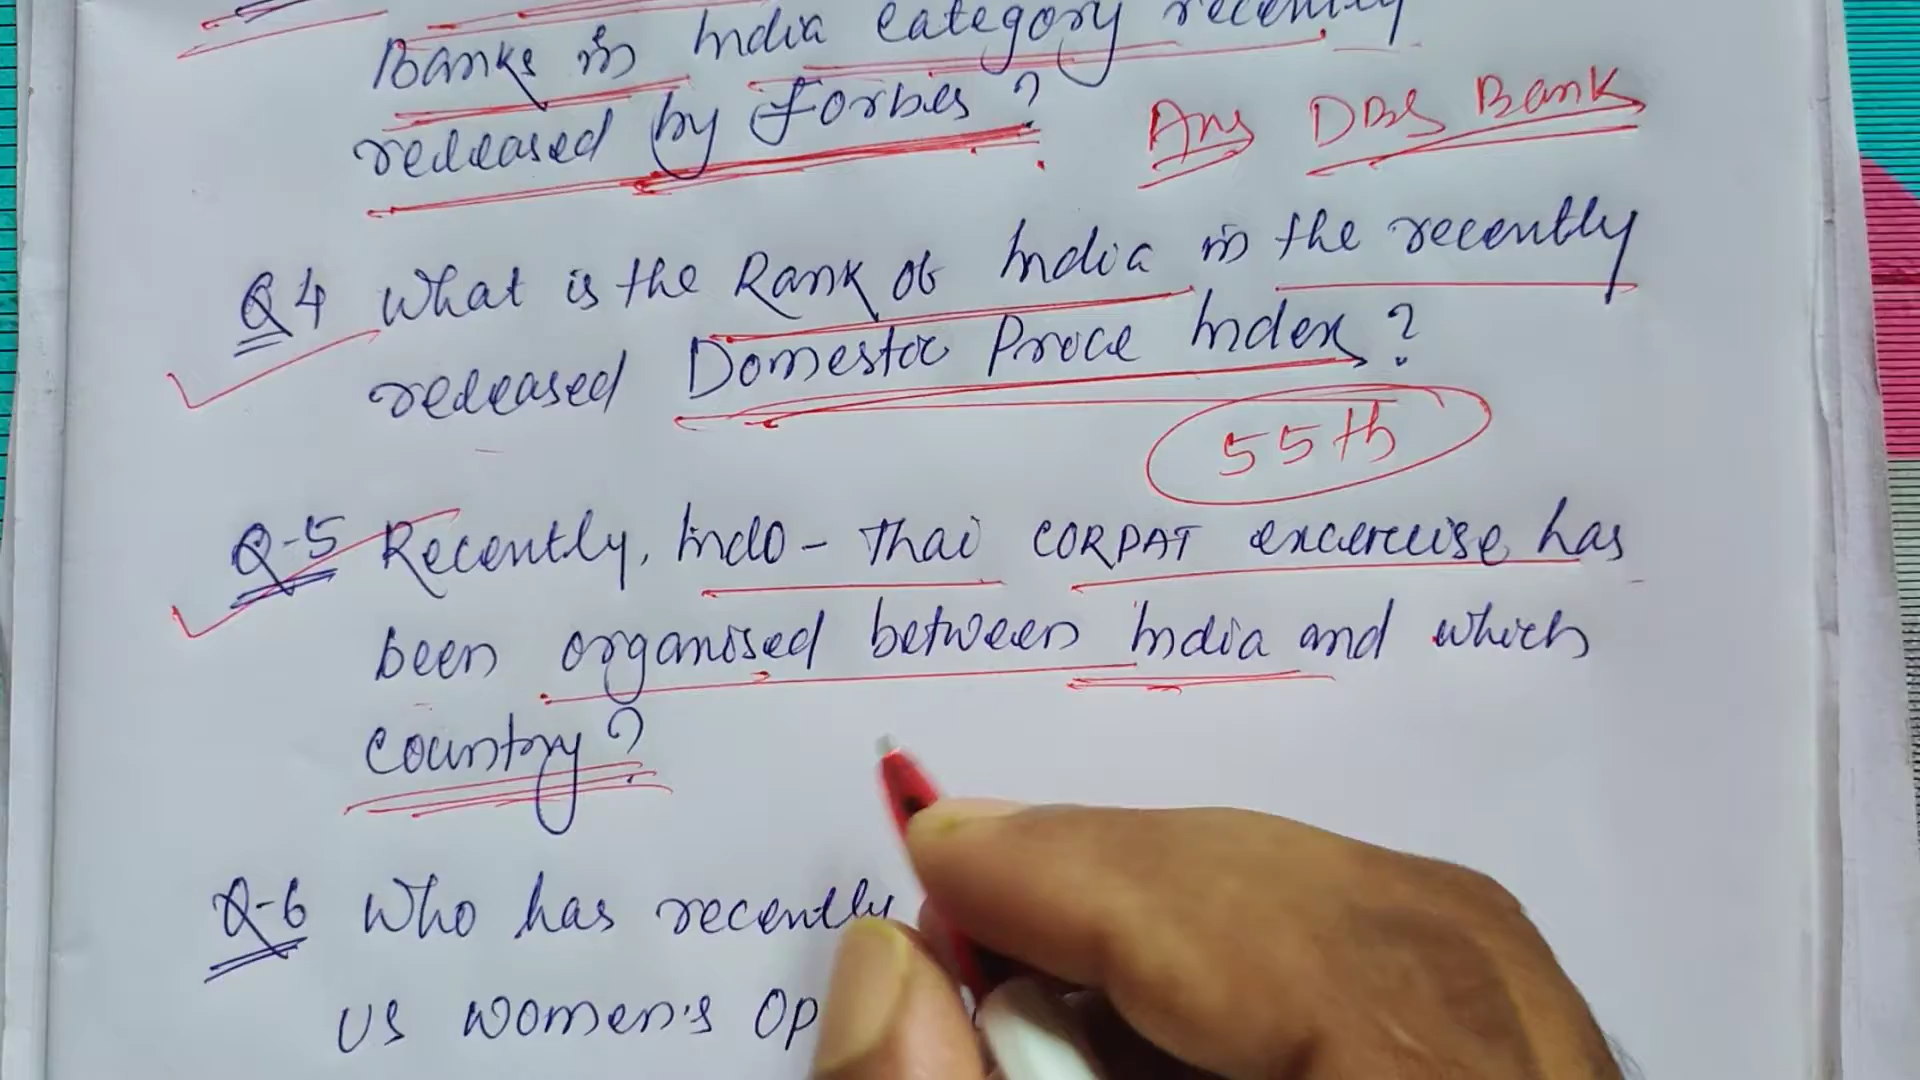 Banks in India category recently
released by Forbes? Ans DBS Bank
Q4 What is the Rank of India in the recently
released Domestic Price Index?
55th
Q-5 Recently, Indo - Thai CORPAT excercise has
been organised between India and which
country?
Q-6 Who has recently
US Women's Op